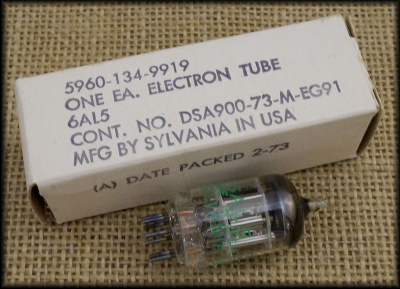 5960-134-9919
ONE EA. ELECTRON TUBE
6AL5
CONT. NO. DSA900-73-M-EG91
MFG BY SYLVANIA IN USA
(A) DATE PACKED 2-73